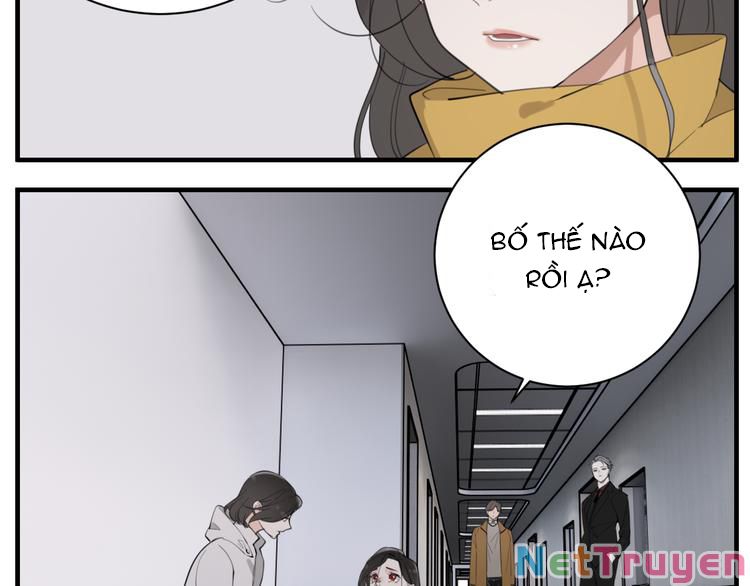 BỐ THẾ NÀO
RỒI Ạ?
NetTruyen